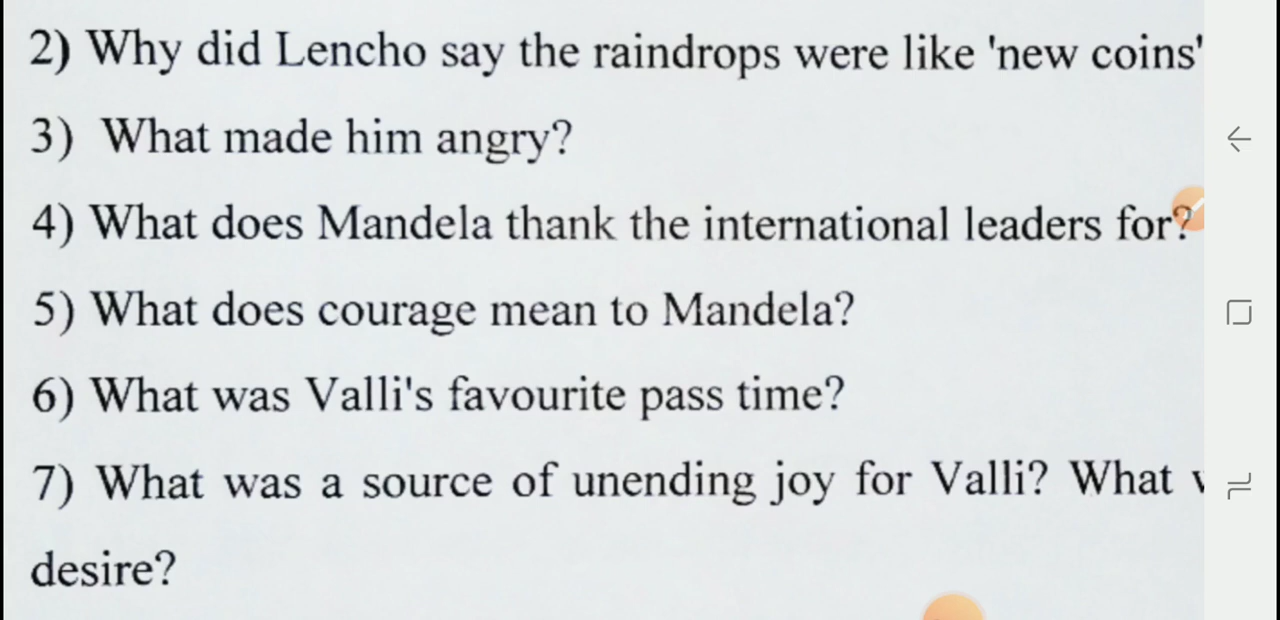 2) Why did Lencho say the raindrops were like 'new coins'
3) What made him angry?
4) What does Mandela thank the international leaders for?
5) What does courage mean to Mandela?
6) What was Valli's favourite pass time?
7) What was a source of unending joy for Valli? What
desire?